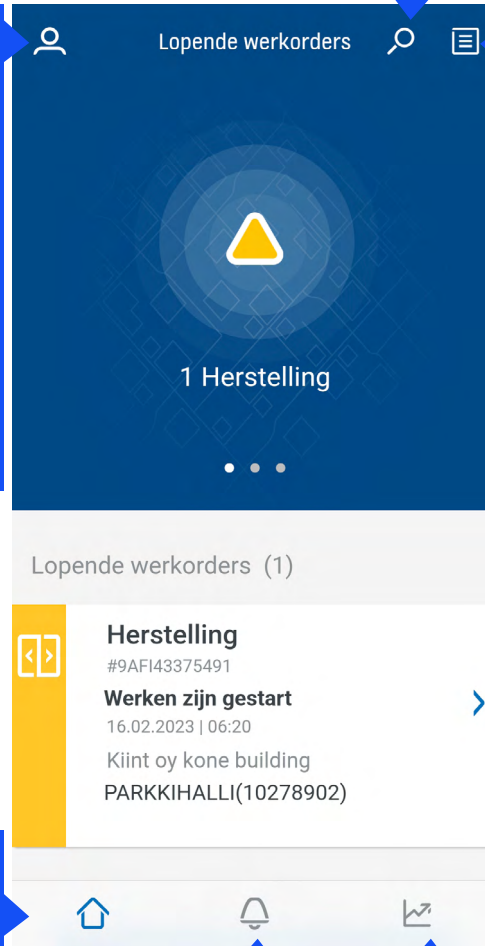 Lopende werkorders
1 Herstelling
Lopende werkorders (1)
Herstelling
#9AFI43375491
Werken zijn gestart
16.02.2023 | 06:20
Kiint oy kone building
PARKKIHALLI(10278902)